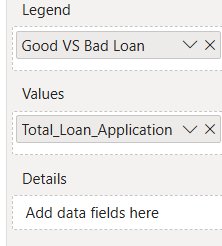 Legend
Good VS Bad Loan
Values
Total_Loan_Application
Details
Add data fields here